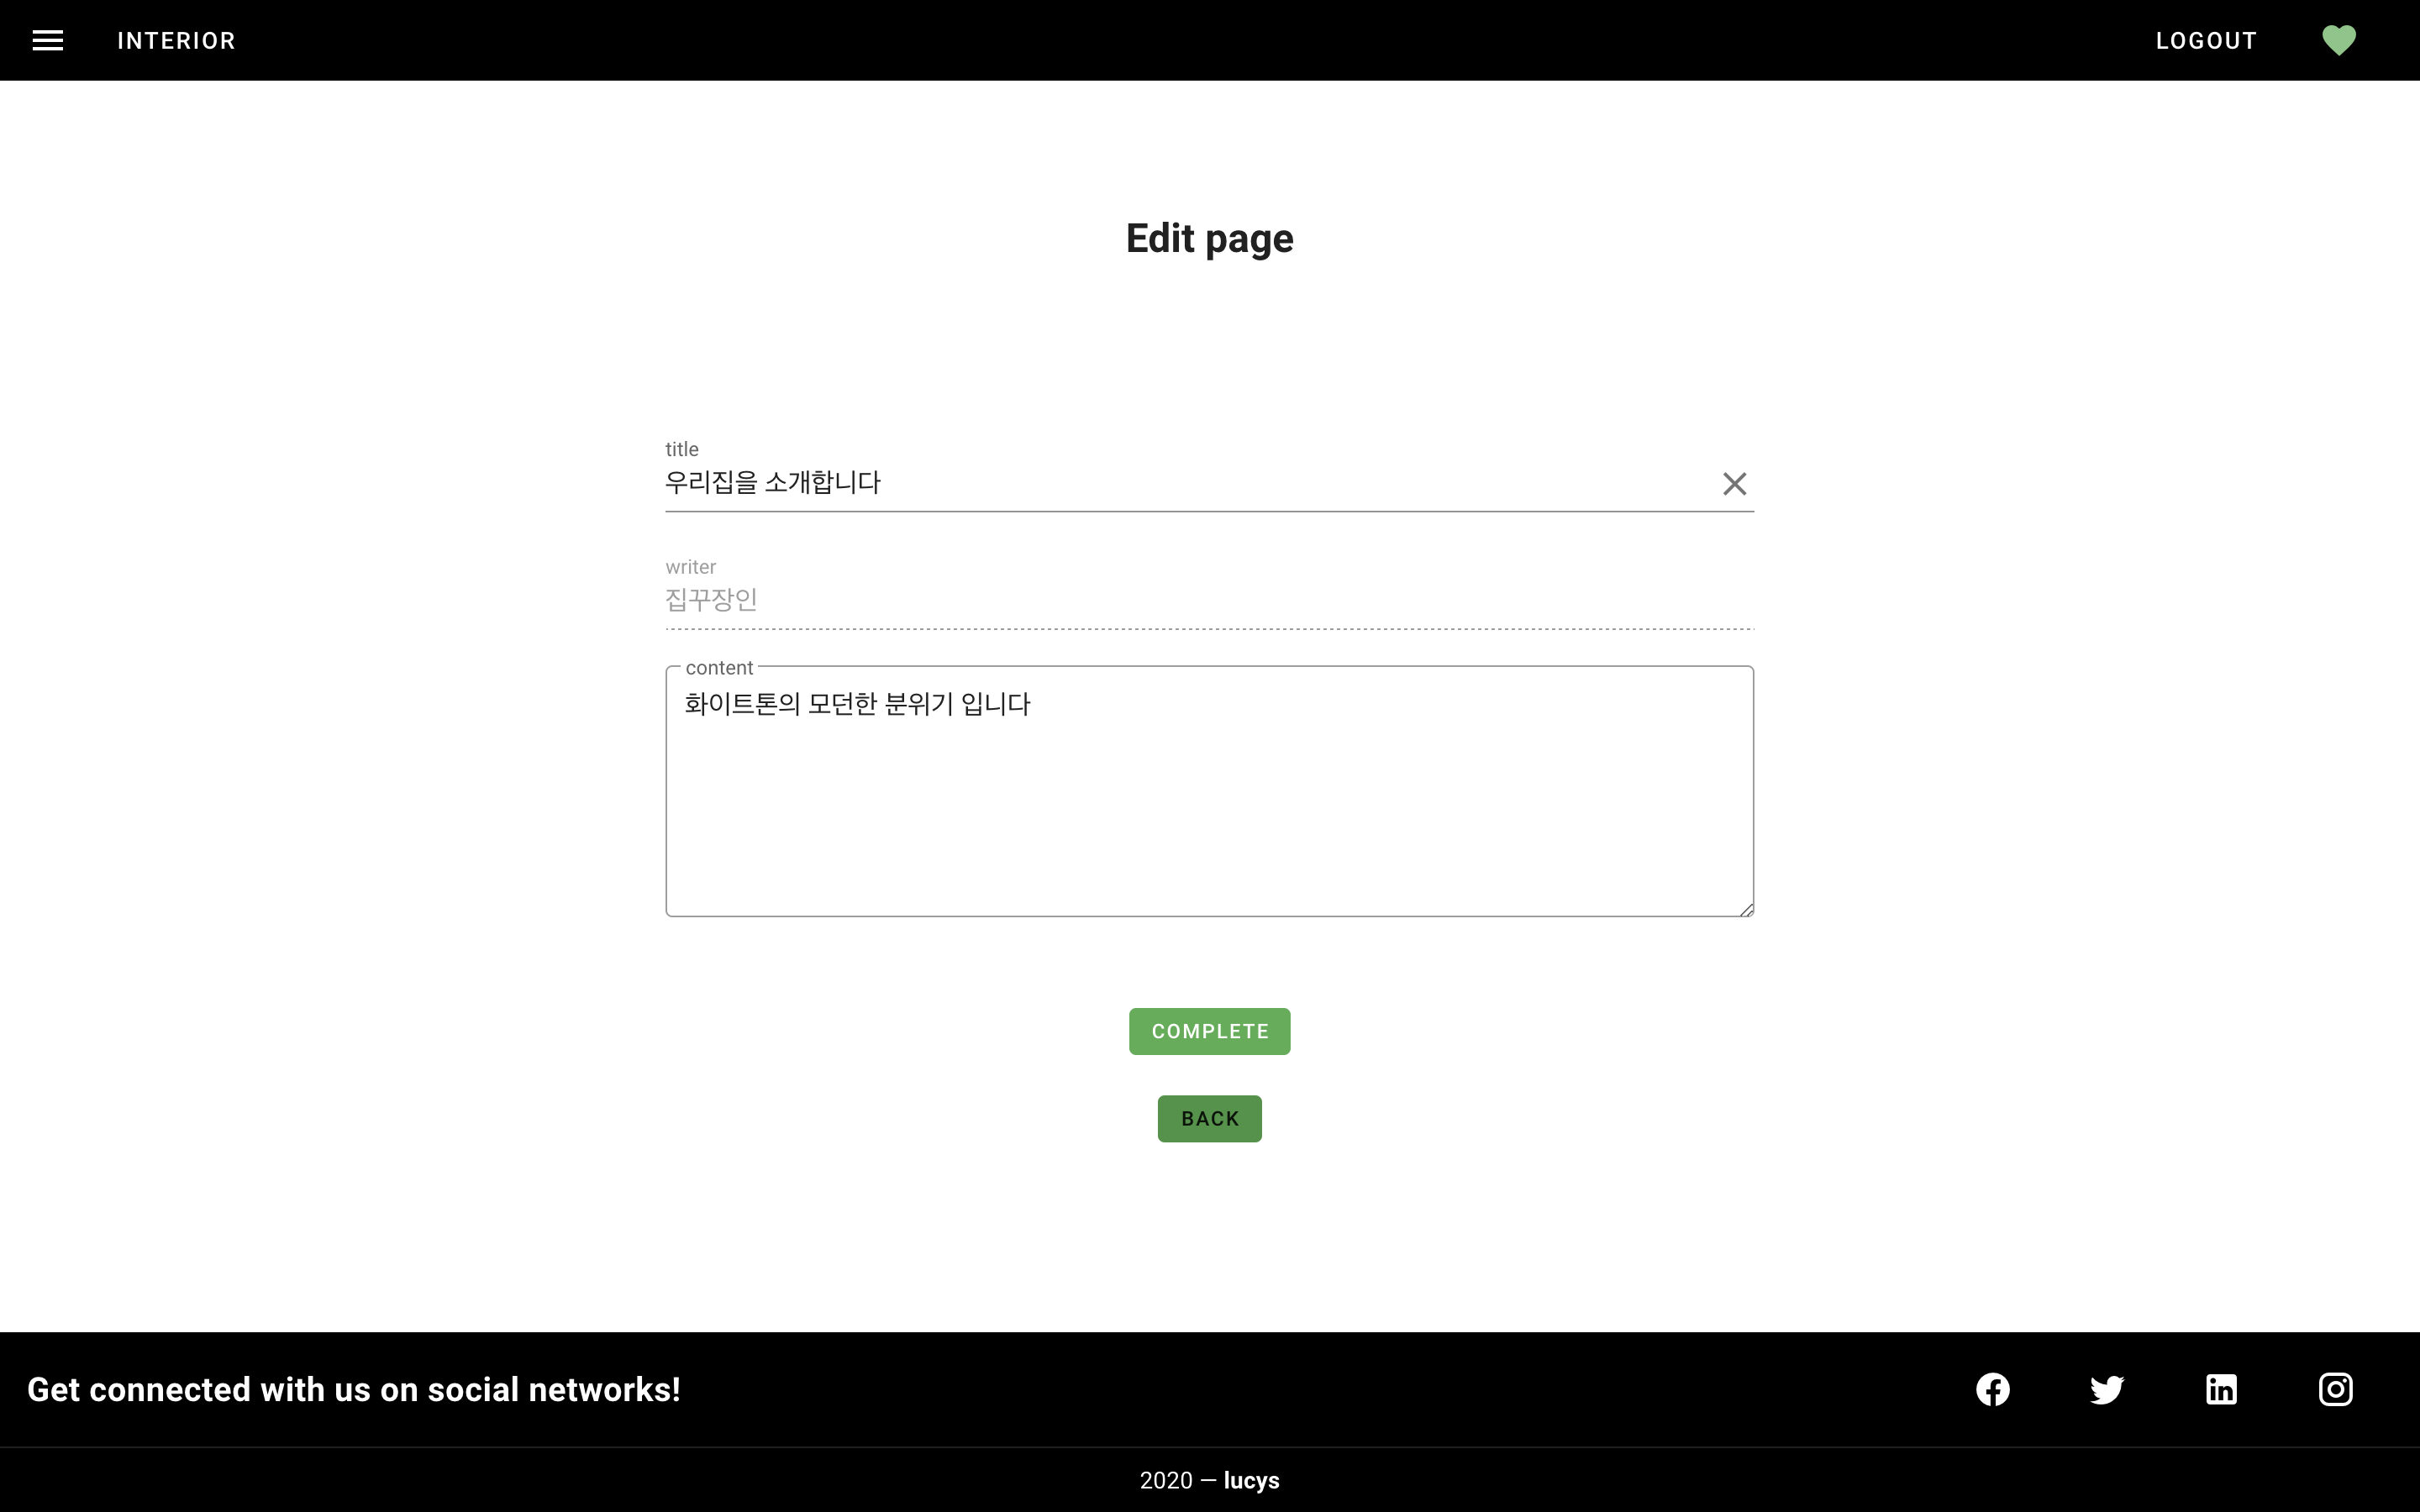 INTERIOR
LOGOUT
Edit page
title
우리집을 소개합니다
writer
집꾸장인
content
화이트톤의 모던한 분위기 입니다
COMPLETE
BACK
Get connected with us on social networks!
2020 — lucys